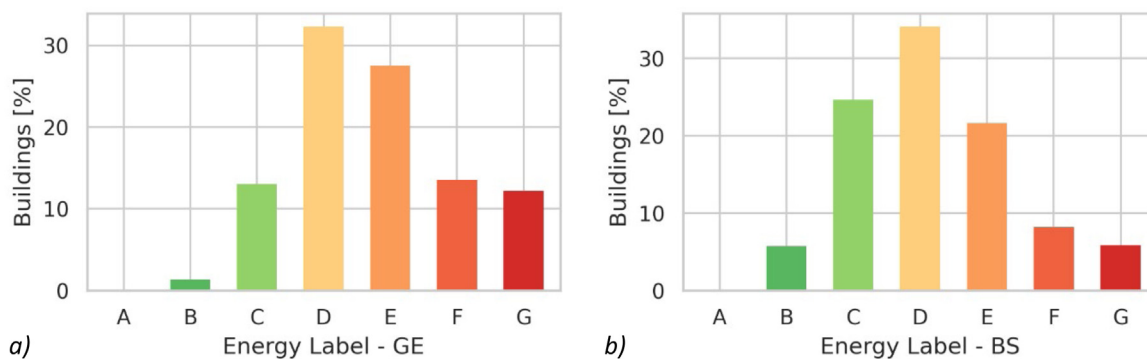 Buildings [%]
30
20
10
0
A B C D E F G
Energy Label - GE
a)
Buildings [%]
30
20
10
0
A B C D E F G
Energy Label - BS
b)